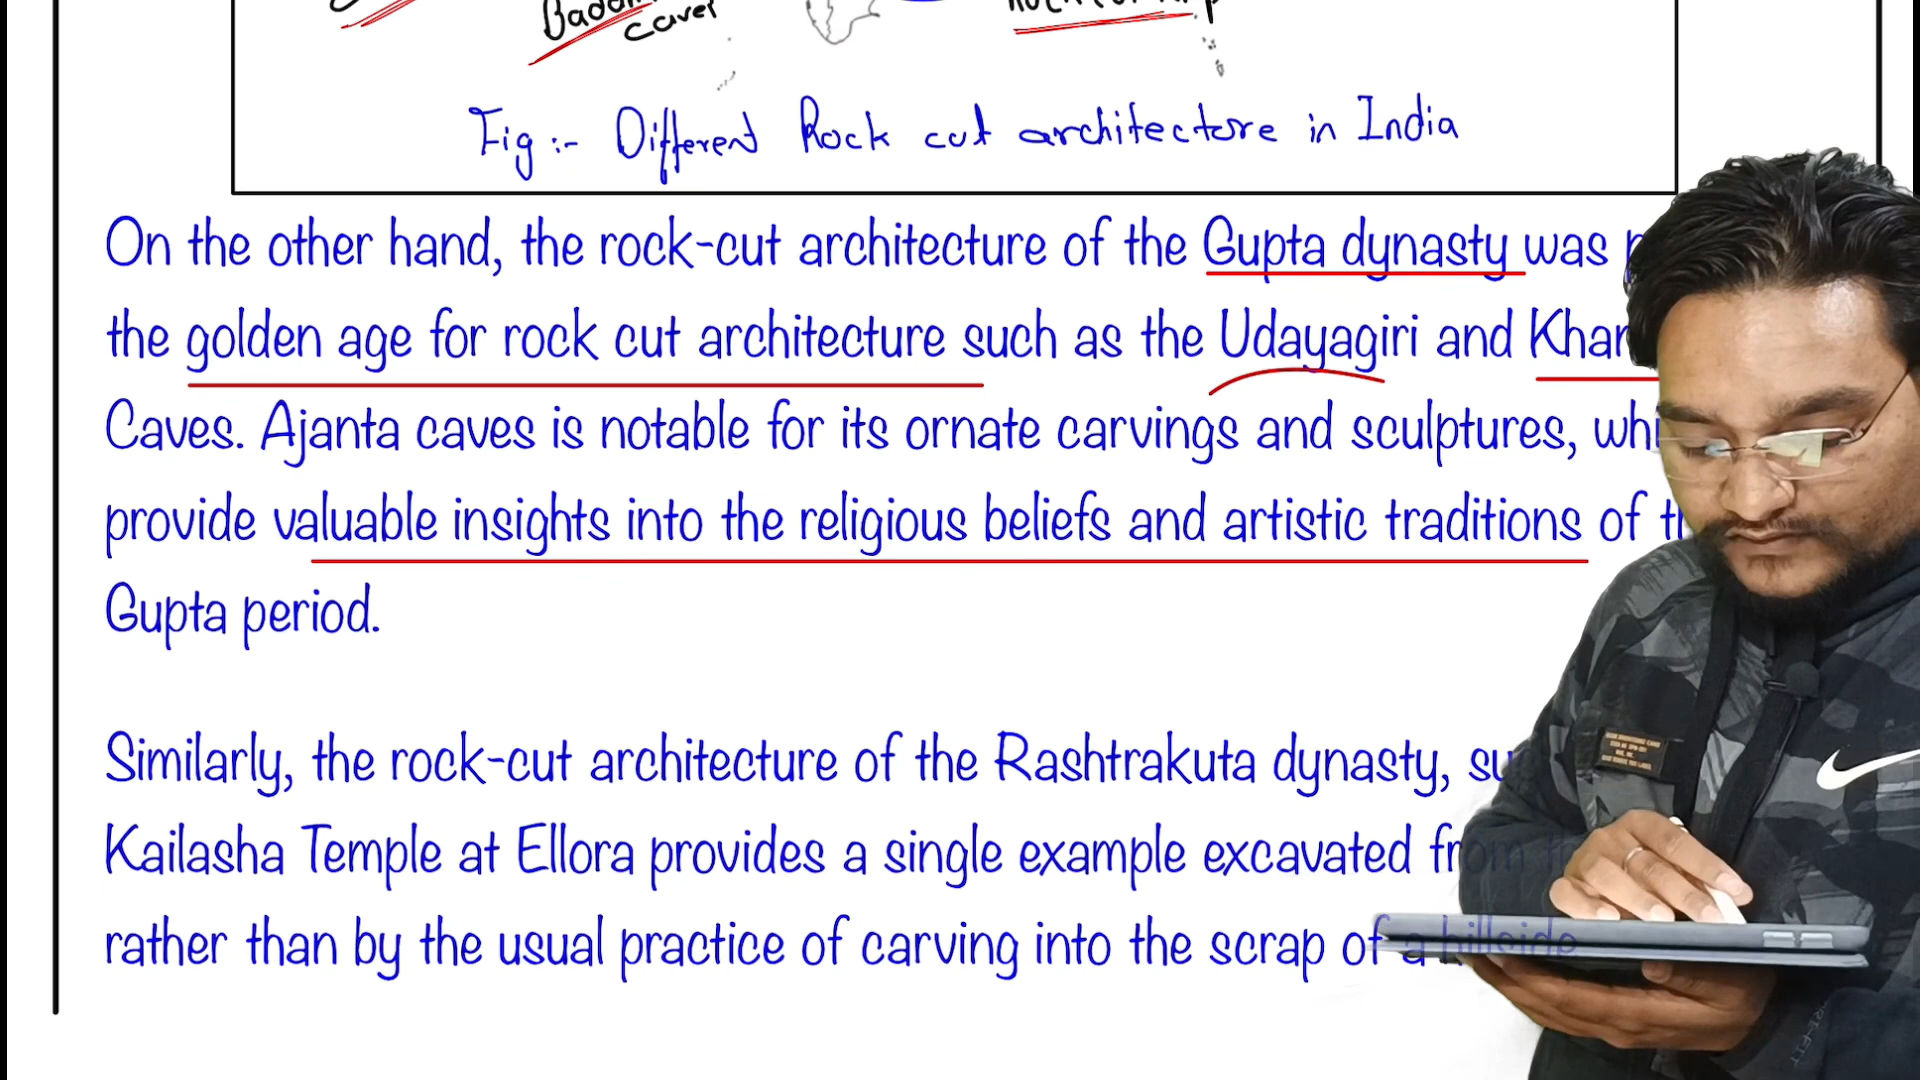 caves
Fig :- Different Rock cut architecture in India
On the other hand, the rock-cut architecture of the Gupta dynasty was
the golden age for rock cut architecture such as the Udayagiri and
Caves. Ajanta caves is notable for its ornate carvings and sculptures,
provide valuable insights into the religious beliefs and artistic traditions of
Gupta period.
Similarly, the rock-cut architecture of the Rashtrakuta dynasty,
Kailasha Temple at Ellora provides a single example excavated from
rather than by the usual practice of carving into the scrap of a hillside